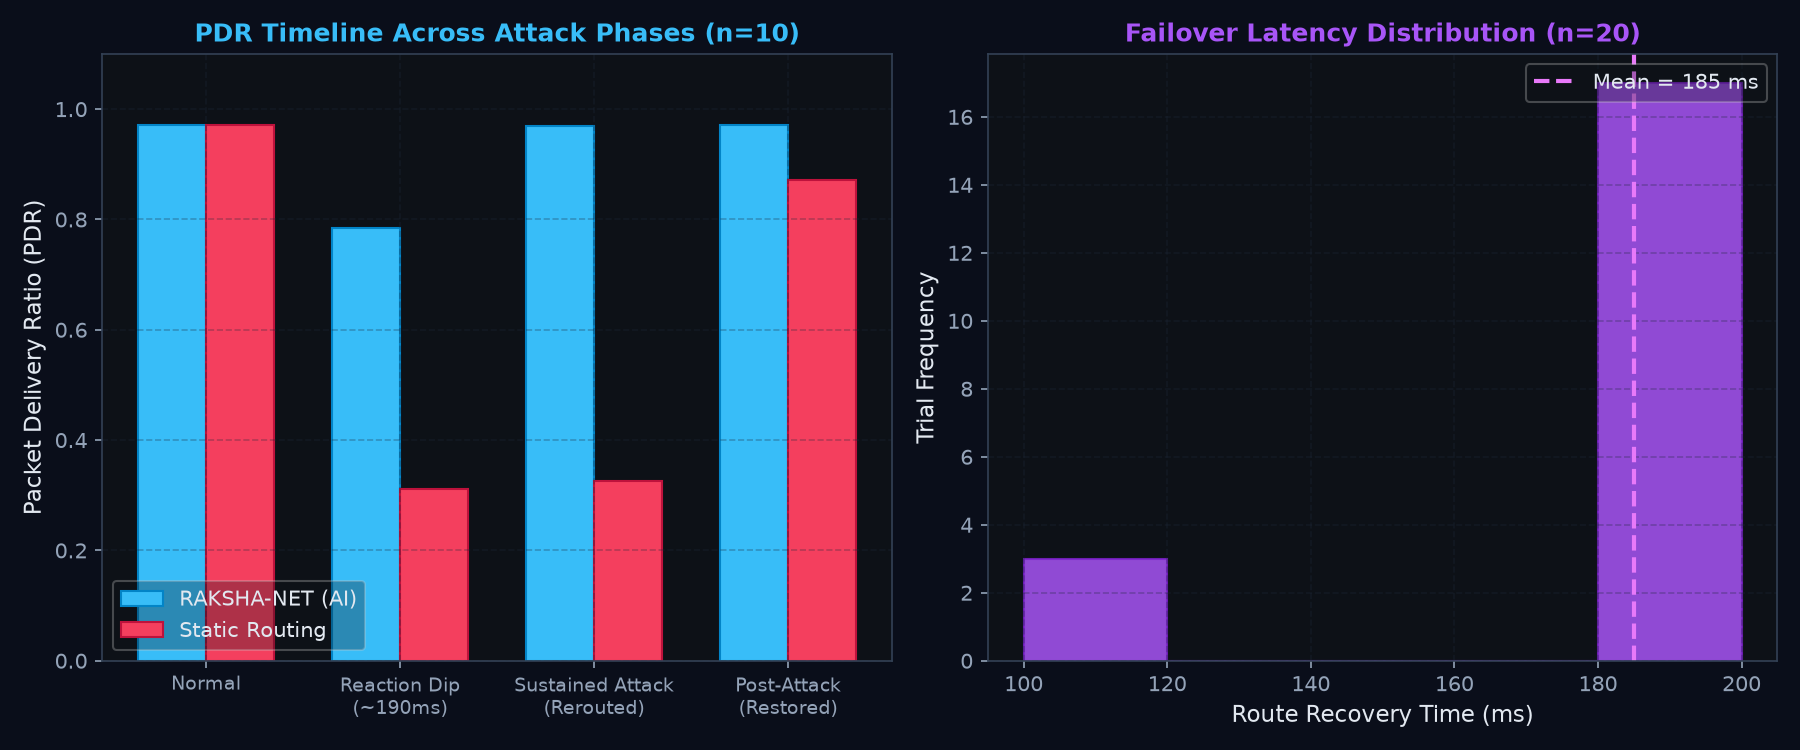 PDR Timeline Across Attack Phases (n=10)
Packet Delivery Ratio (PDR)
1.0
0.8
0.6
0.4
0.2
0.0
RAKSHA-NET (AI)
Static Routing
Normal
Reaction Dip
(~190ms)
Sustained Attack
(Rerouted)
Post-Attack
(Restored)
Failover Latency Distribution (n=20)
Mean = 185 ms
Trial Frequency
16
14
12
10
8
6
4
2
0
100 120 140 160 180 200
Route Recovery Time (ms)